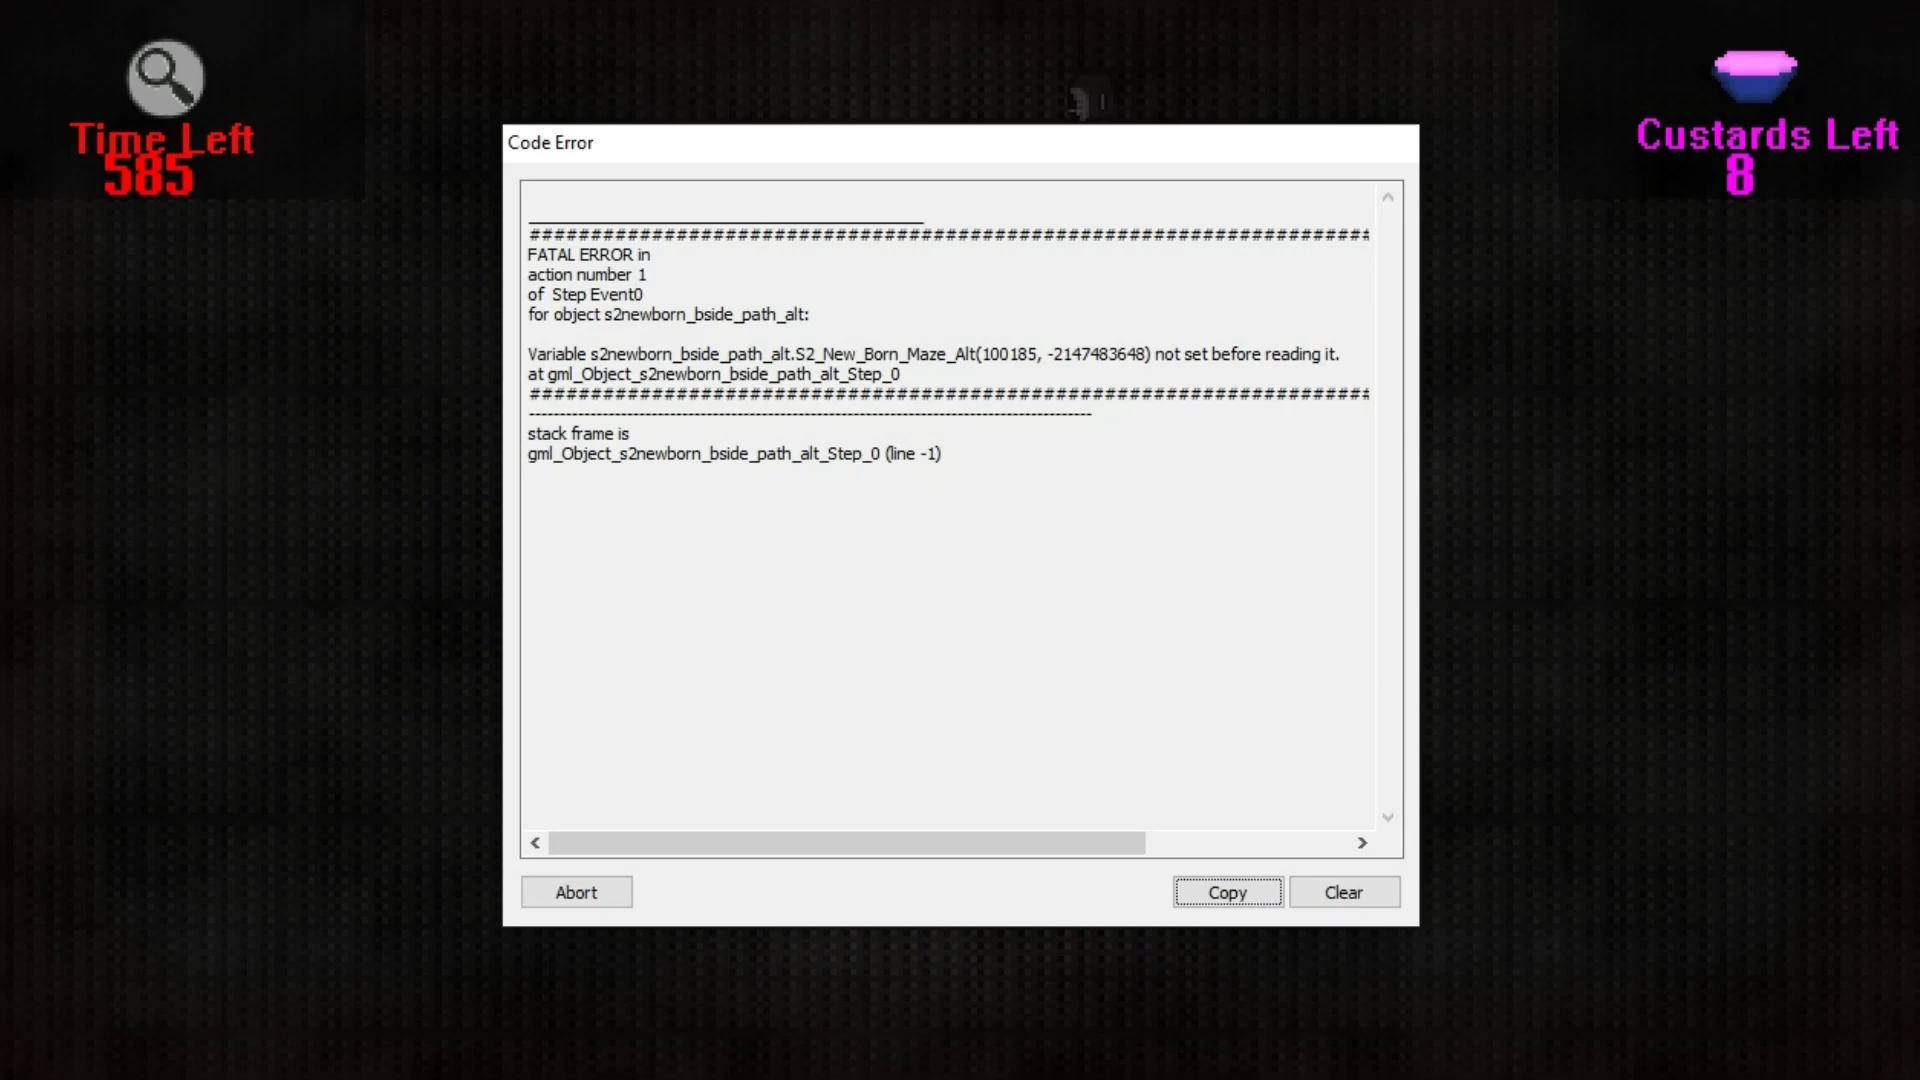 Time Left
585
Custards Left
8
Code Error
____________________________________________
############################################################################
FATAL ERROR in
action number 1
of  Step Event0
for object s2newborn_bside_path_alt:
Variable s2newborn_bside_path_alt.S2_New_Born_Maze_Alt(100185, -2147483648) not set before reading it.
at gml_Object_s2newborn_bside_path_alt_Step_0
############################################################################
--------------------------------------------------------------------------------------------
stack frame is
gml_Object_s2newborn_bside_path_alt_Step_0 (line -1)
Abort
Copy
Clear